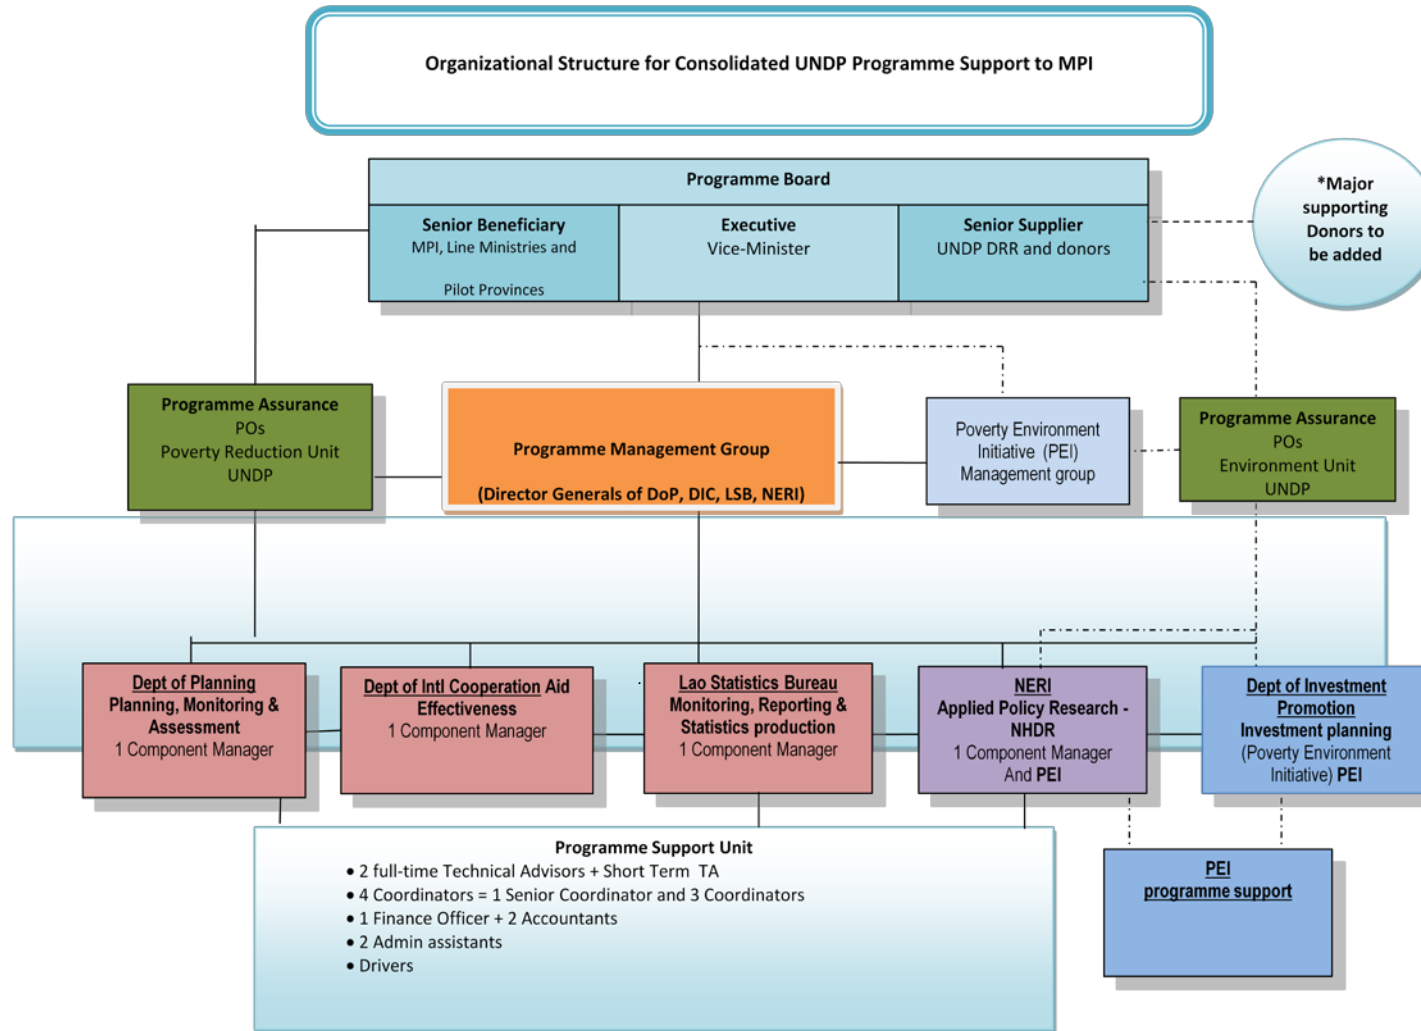 Organizational Structure for Consolidated UNDP Programme Support to MPI
Programme Board
Senior Beneficiary
MPI, Line Ministries and
Pilot Provinces
Executive
Vice-Minister
Senior Supplier
UNDP DRR and donors
*Major
supporting
Donors to
be added
Programme Assurance
POs
Poverty Reduction Unit
UNDP
Programme Management Group
(Director Generals of DoP, DIC, LSB, NERI)
Poverty Environment
Initiative (PEI)
Management group
Programme Assurance
POs
Environment Unit
UNDP
Dept of Planning
Planning, Monitoring &
Assessment
1 Component Manager
Dept of Intl Cooperation Aid
Effectiveness
1 Component Manager
Lao Statistics Bureau
Monitoring, Reporting &
Statistics production
1 Component Manager
NERI
Applied Policy Research -
NHDR
1 Component Manager
And PEI
Dept of Investment
Promotion
Investment planning
(Poverty Environment
Initiative) PEI
Programme Support Unit
• 2 full-time Technical Advisors + Short Term TA
• 4 Coordinators = 1 Senior Coordinator and 3 Coordinators
• 1 Finance Officer + 2 Accountants
• 2 Admin assistants
• Drivers
PEI
programme support